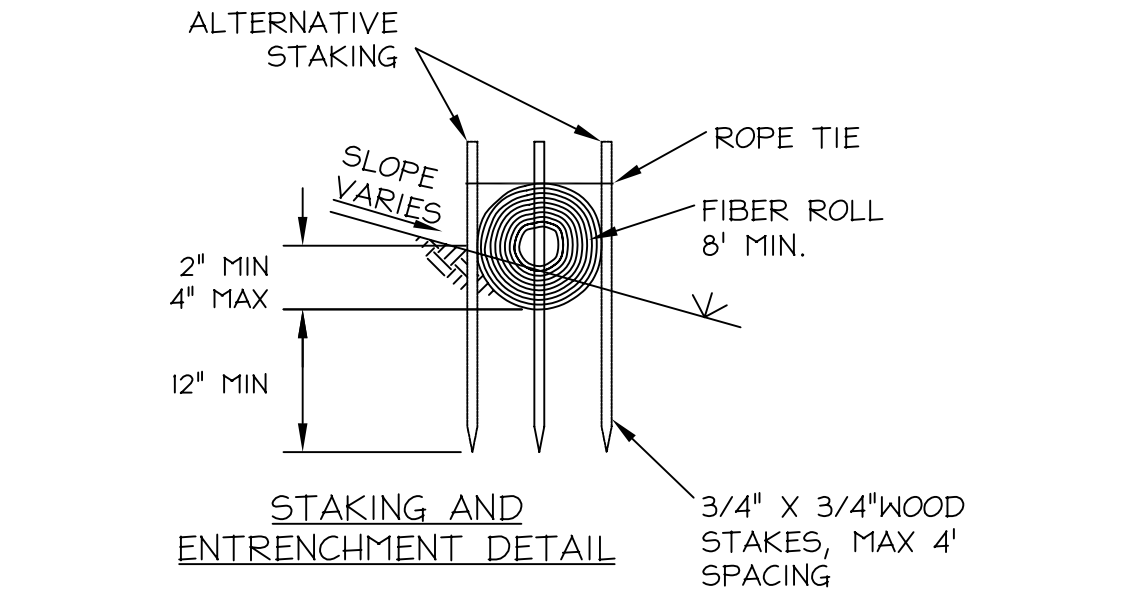 ALTERNATIVE
STAKING
ROPE TIE
SLOPE
VARIES
FIBER ROLL
8' MIN.
2" MIN
4" MAX
12" MIN
3/4" X 3/4"WOOD
STAKES, MAX 4'
SPACING
STAKING AND
ENTRENCHMENT DETAIL